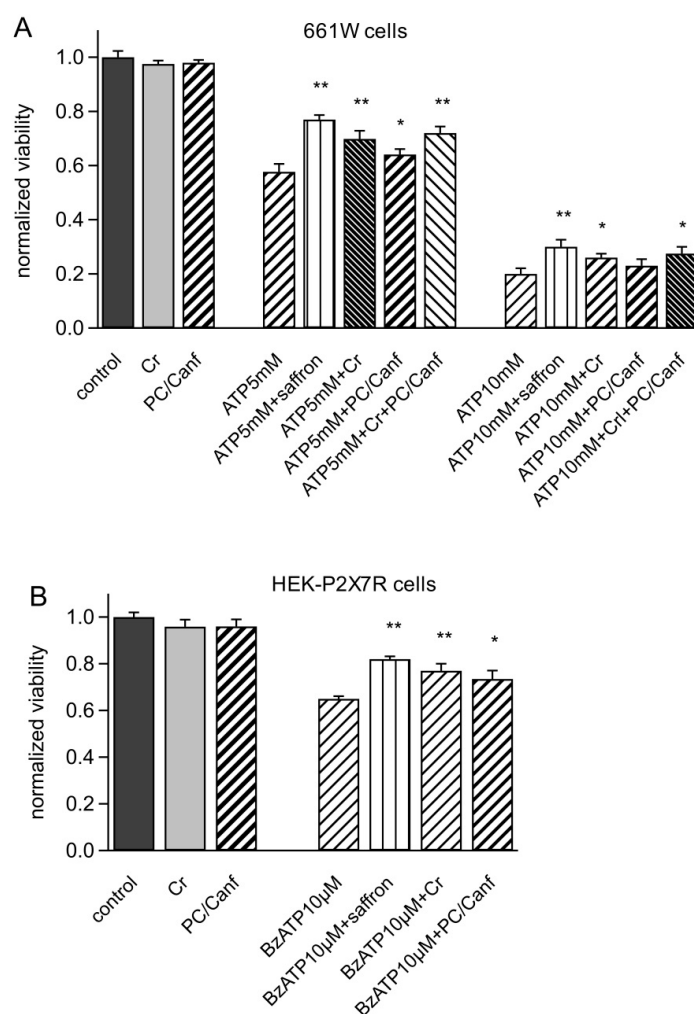 A
661W cells
normalized viability
1.0
0.8
0.6
0.4
0.2
0.0
** ** * **
** * *
control
Cr
PC/Canf
ATP5mM
ATP5mM+saffron
ATP5mM+Cr
ATP5mM+PC/Canf
ATP5mM+Cr+PC/Canf
ATP10mM
ATP10mM+saffron
ATP10mM+Cr
ATP10mM+PC/Canf
ATP10mM+Crl+PC/Canf
B
HEK-P2X7R cells
normalized viability
1.0
0.8
0.6
0.4
0.2
0.0
** ** *
control
Cr
PC/Canf
BzATP10µM
BzATP10µM+saffron
BzATP10µM+Cr
BzATP10µM+PC/Canf